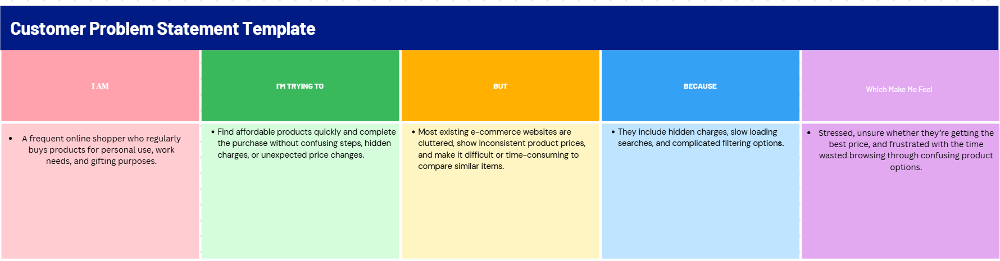 Customer Problem Statement Template
I AM
I'M TRYING TO
BUT
BECAUSE
Which Make Me Feel
• A frequent online shopper who regularly
buys products for personal use, work
needs, and gifting purposes.
• Find affordable products quickly and complete
the purchase without confusing steps, hidden
charges, or unexpected price changes.
• Most existing e-commerce websites are
cluttered, show inconsistent product prices,
and make it difficult or time-consuming to
compare similar items.
• They include hidden charges, slow loading
searches, and complicated filtering options.
• Stressed, unsure whether they're getting the
best price, and frustrated with the time
wasted browsing through confusing product
options.